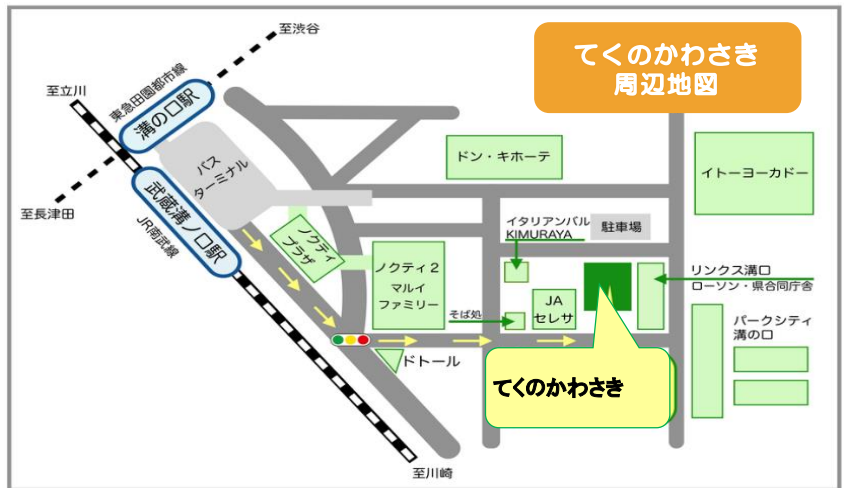 てくのかわさき
周辺地図
至渋谷
至立川
東急田園都市線
溝の口駅
バス
ターミナル
至長津田
武蔵溝ノ口駅
JR南武線
ノクティ
プラザ
ノクティ2
マルイ
ファミリー
ドン・キホーテ
イトーヨーカドー
イタリアンバル
KIMURAYA
駐車場
リンクス溝口
ローソン・県合同庁舎
JA
セレサ
そば処
パークシティ
溝の口
ドトール
てくのかわさき
至川崎